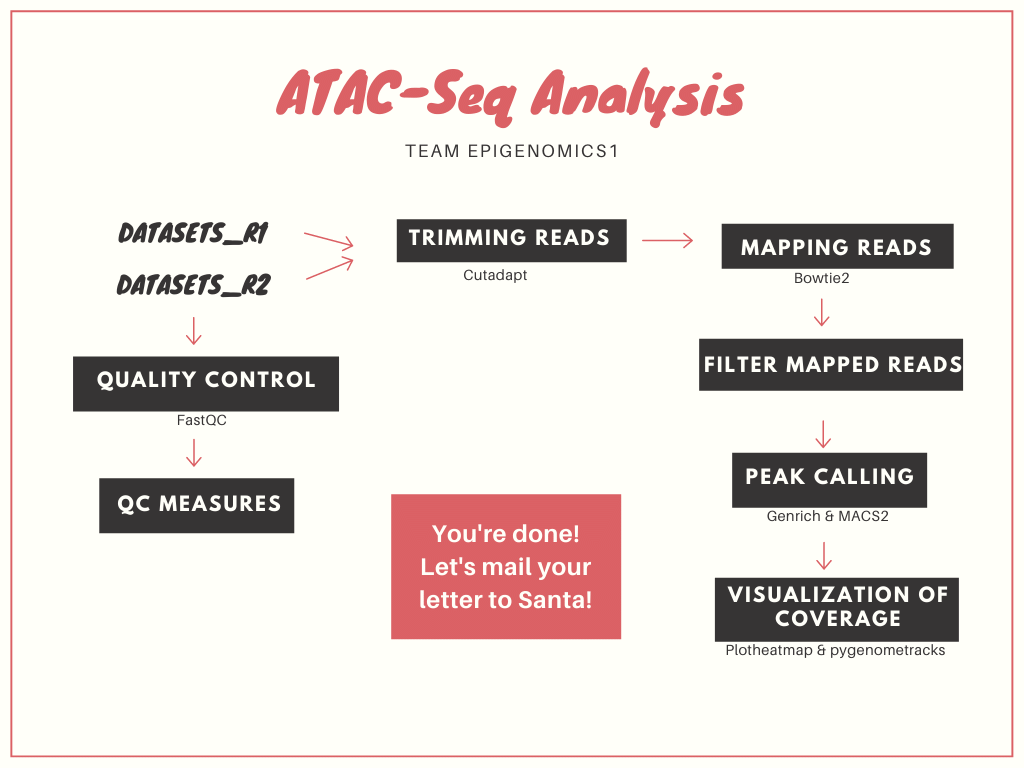 ATAC-Seq Analysis
TEAM EPIGENOMICS1
DATASETS_R1
DATASETS_R2
TRIMMING READS
Cutadapt
MAPPING READS
Bowtie2
FILTER MAPPED READS
QUALITY CONTROL
FastQC
QC MEASURES
PEAK CALLING
Genrich & MACS2
VISUALIZATION OF
COVERAGE
Plotheatmap & pygenometracks
You're done!
Let's mail your
letter to Santa!